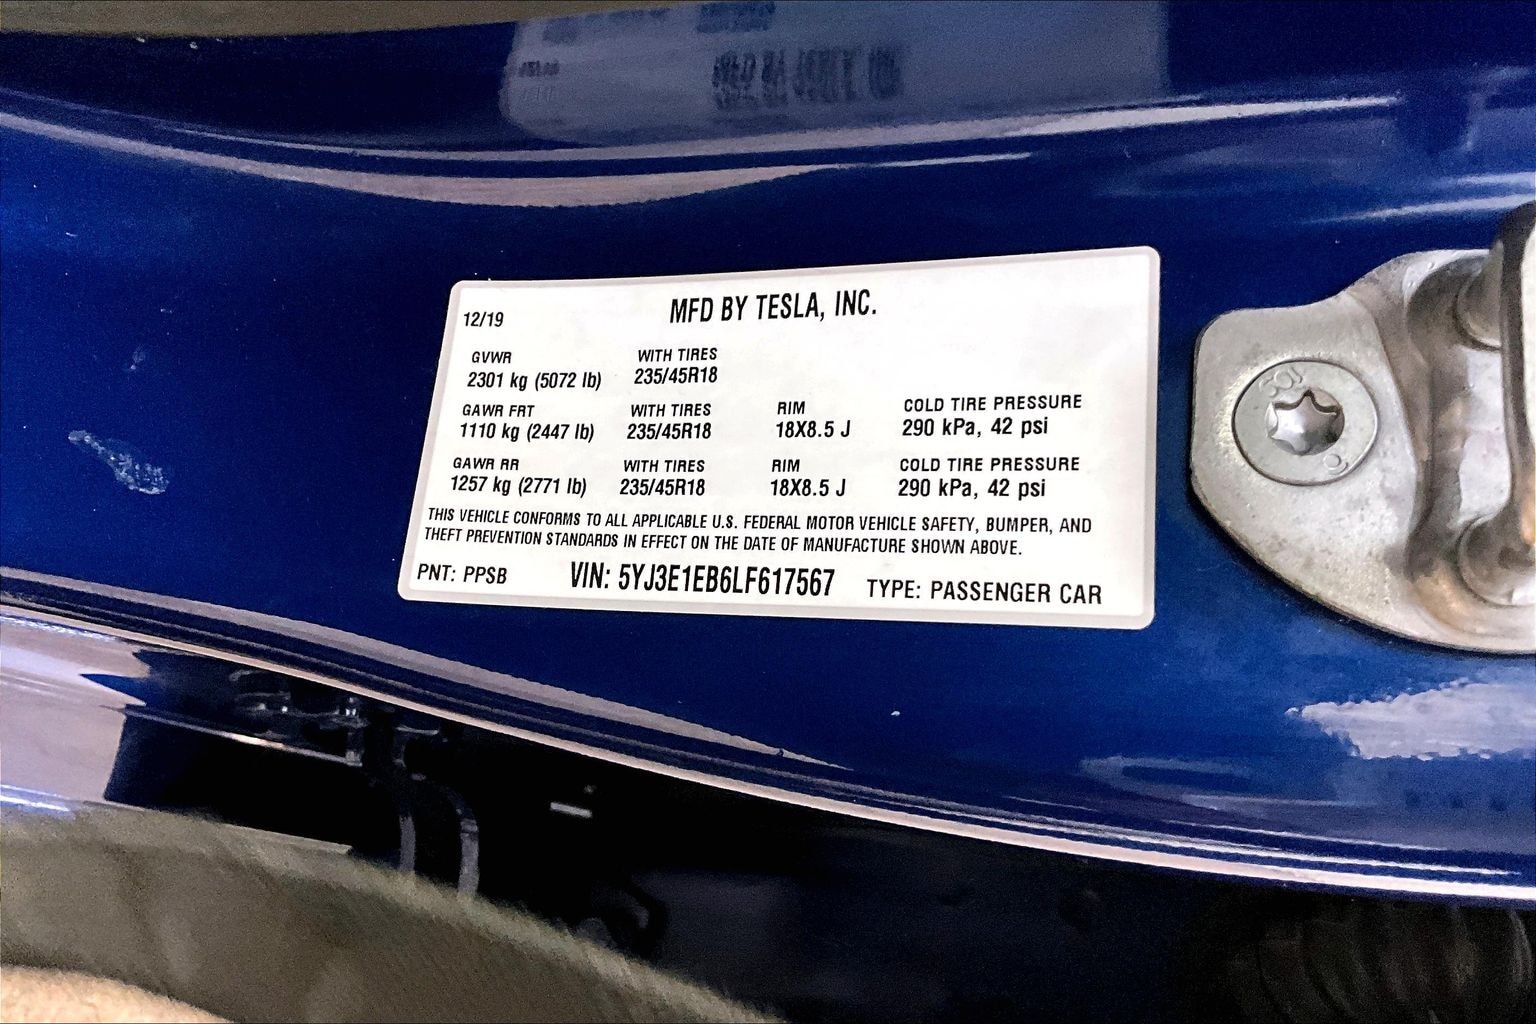 MFD BY TESLA, INC.
12/19
GVWR WITH TIRES
2301 kg (5072 lb) 235/45R18
GAWR FRT WITH TIRES RIM COLD TIRE PRESSURE
1110 kg (2447 lb) 235/45R18 18X8.5 J 290 kPa, 42 psi
GAWR RR WITH TIRES RIM COLD TIRE PRESSURE
1257 kg (2771 lb) 235/45R18 18X8.5 J 290 kPa, 42 psi
THIS VEHICLE CONFORMS TO ALL APPLICABLE U.S. FEDERAL MOTOR VEHICLE SAFETY, BUMPER, AND
THEFT PREVENTION STANDARDS IN EFFECT ON THE DATE OF MANUFACTURE SHOWN ABOVE.
PNT: PPSB VIN: 5YJ3E1EB6LF617567 TYPE: PASSENGER CAR